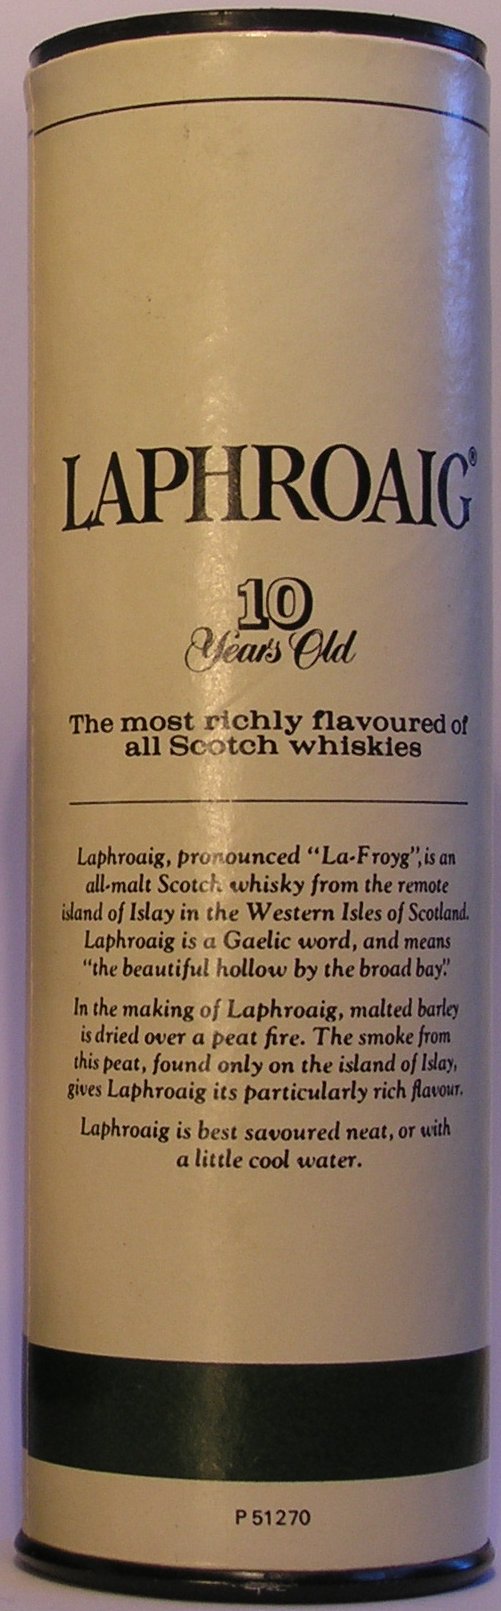 LAPHROAIG®
10
Years Old
The most richly flavoured of
all Scotch whiskies
Laphroaig, pronounced “La-Froyg”, is an
all-malt Scotch whisky from the remote
island of Islay in the Western Isles of Scotland.
Laphroaig is a Gaelic word, and means
“the beautiful hollow by the broad bay.”
In the making of Laphroaig, malted barley
is dried over a peat fire. The smoke from
this peat, found only on the island of Islay,
gives Laphroaig its particularly rich flavour.
Laphroaig is best savoured neat, or with
a little cool water.
P 51270